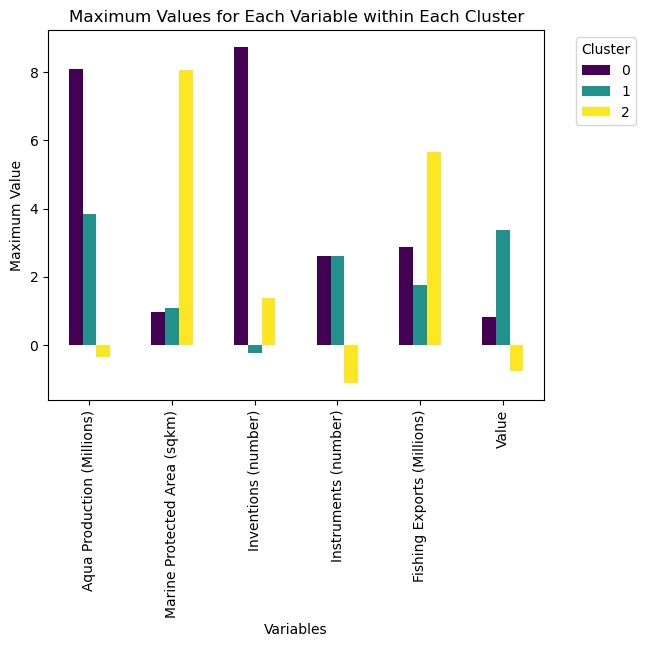 Maximum Values for Each Variable within Each Cluster
Cluster
0
1
2
Maximum Value
8
6
4
2
0
Aqua Production (Millions)
Marine Protected Area (sqkm)
Inventions (number)
Instruments (number)
Fishing Exports (Millions)
Value
Variables